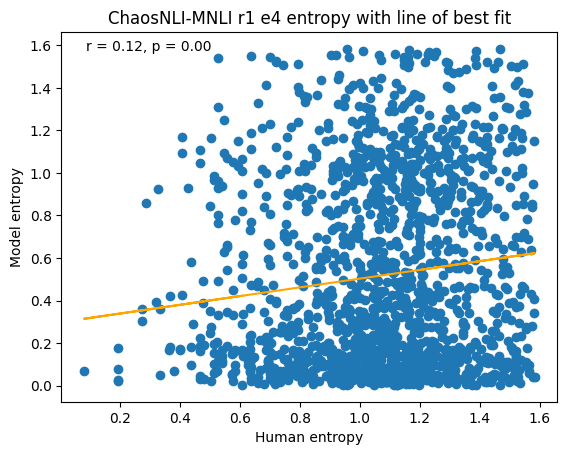 ChaosNLI-MNLI r1 e4 entropy with line of best fit
r = 0.12, p = 0.00
Model entropy
1.6
1.4
1.2
1.0
0.8
0.6
0.4
0.2
0.0
0.2 0.4 0.6 0.8 1.0 1.2 1.4 1.6
Human entropy